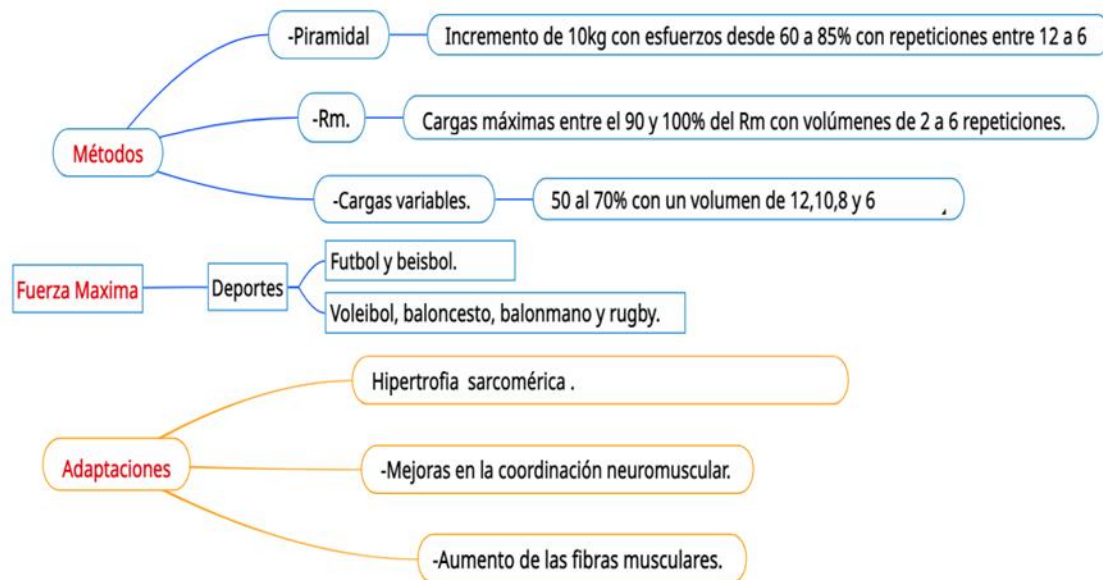 -Piramidal
Incremento de 10kg con esfuerzos desde 60 a 85% con repeticiones entre 12 a 6
-Rm.
Cargas máximas entre el 90 y 100% del Rm con volúmenes de 2 a 6 repeticiones.
Métodos
-Cargas variables.
50 al 70% con un volumen de 12,10,8 y 6
Futbol y beisbol.
Fuerza Maxima
Deportes
Voleibol, baloncesto, balonmano y rugby.
Hipertrofia sarcomérica .
Adaptaciones
-Mejoras en la coordinación neuromuscular.
-Aumento de las fibras musculares.